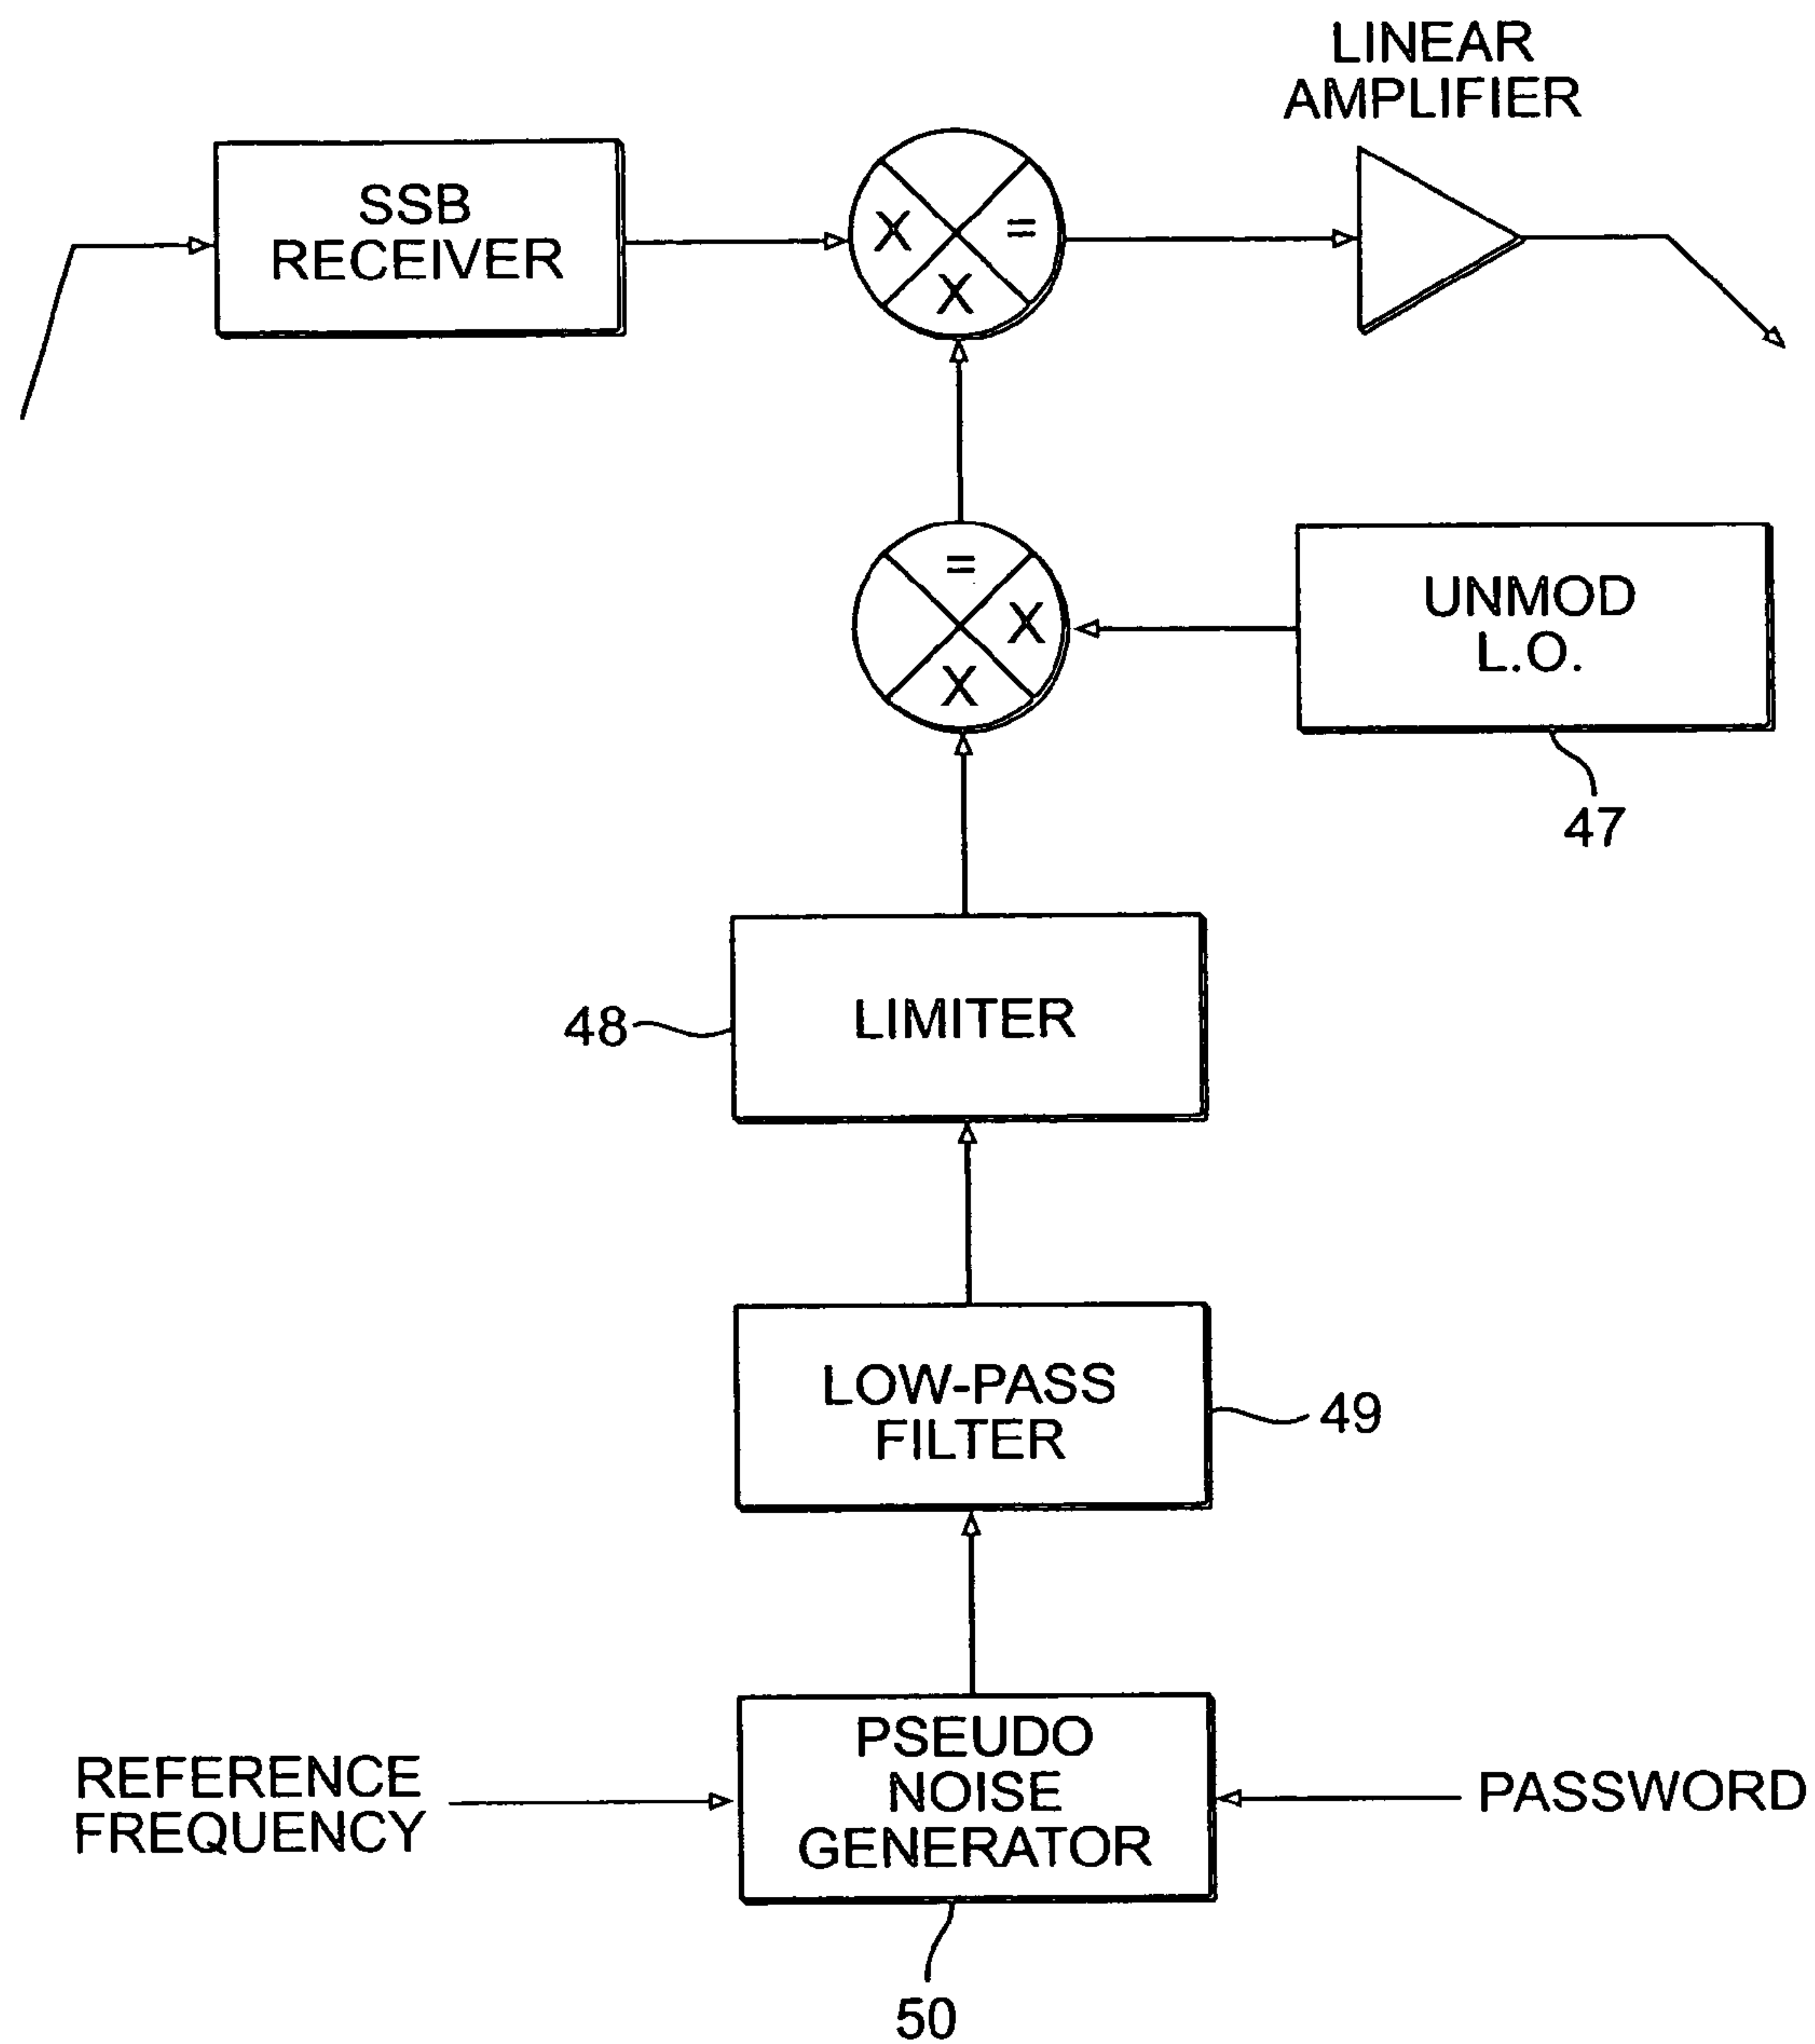 LINEAR
AMPLIFIER
SSB
RECEIVER
X
=
X
=
X
X
UNMOD
L.O.
47
LIMITER
48
LOW-PASS
FILTER
49
PSEUDO
NOISE
GENERATOR
REFERENCE
FREQUENCY
PASSWORD
50